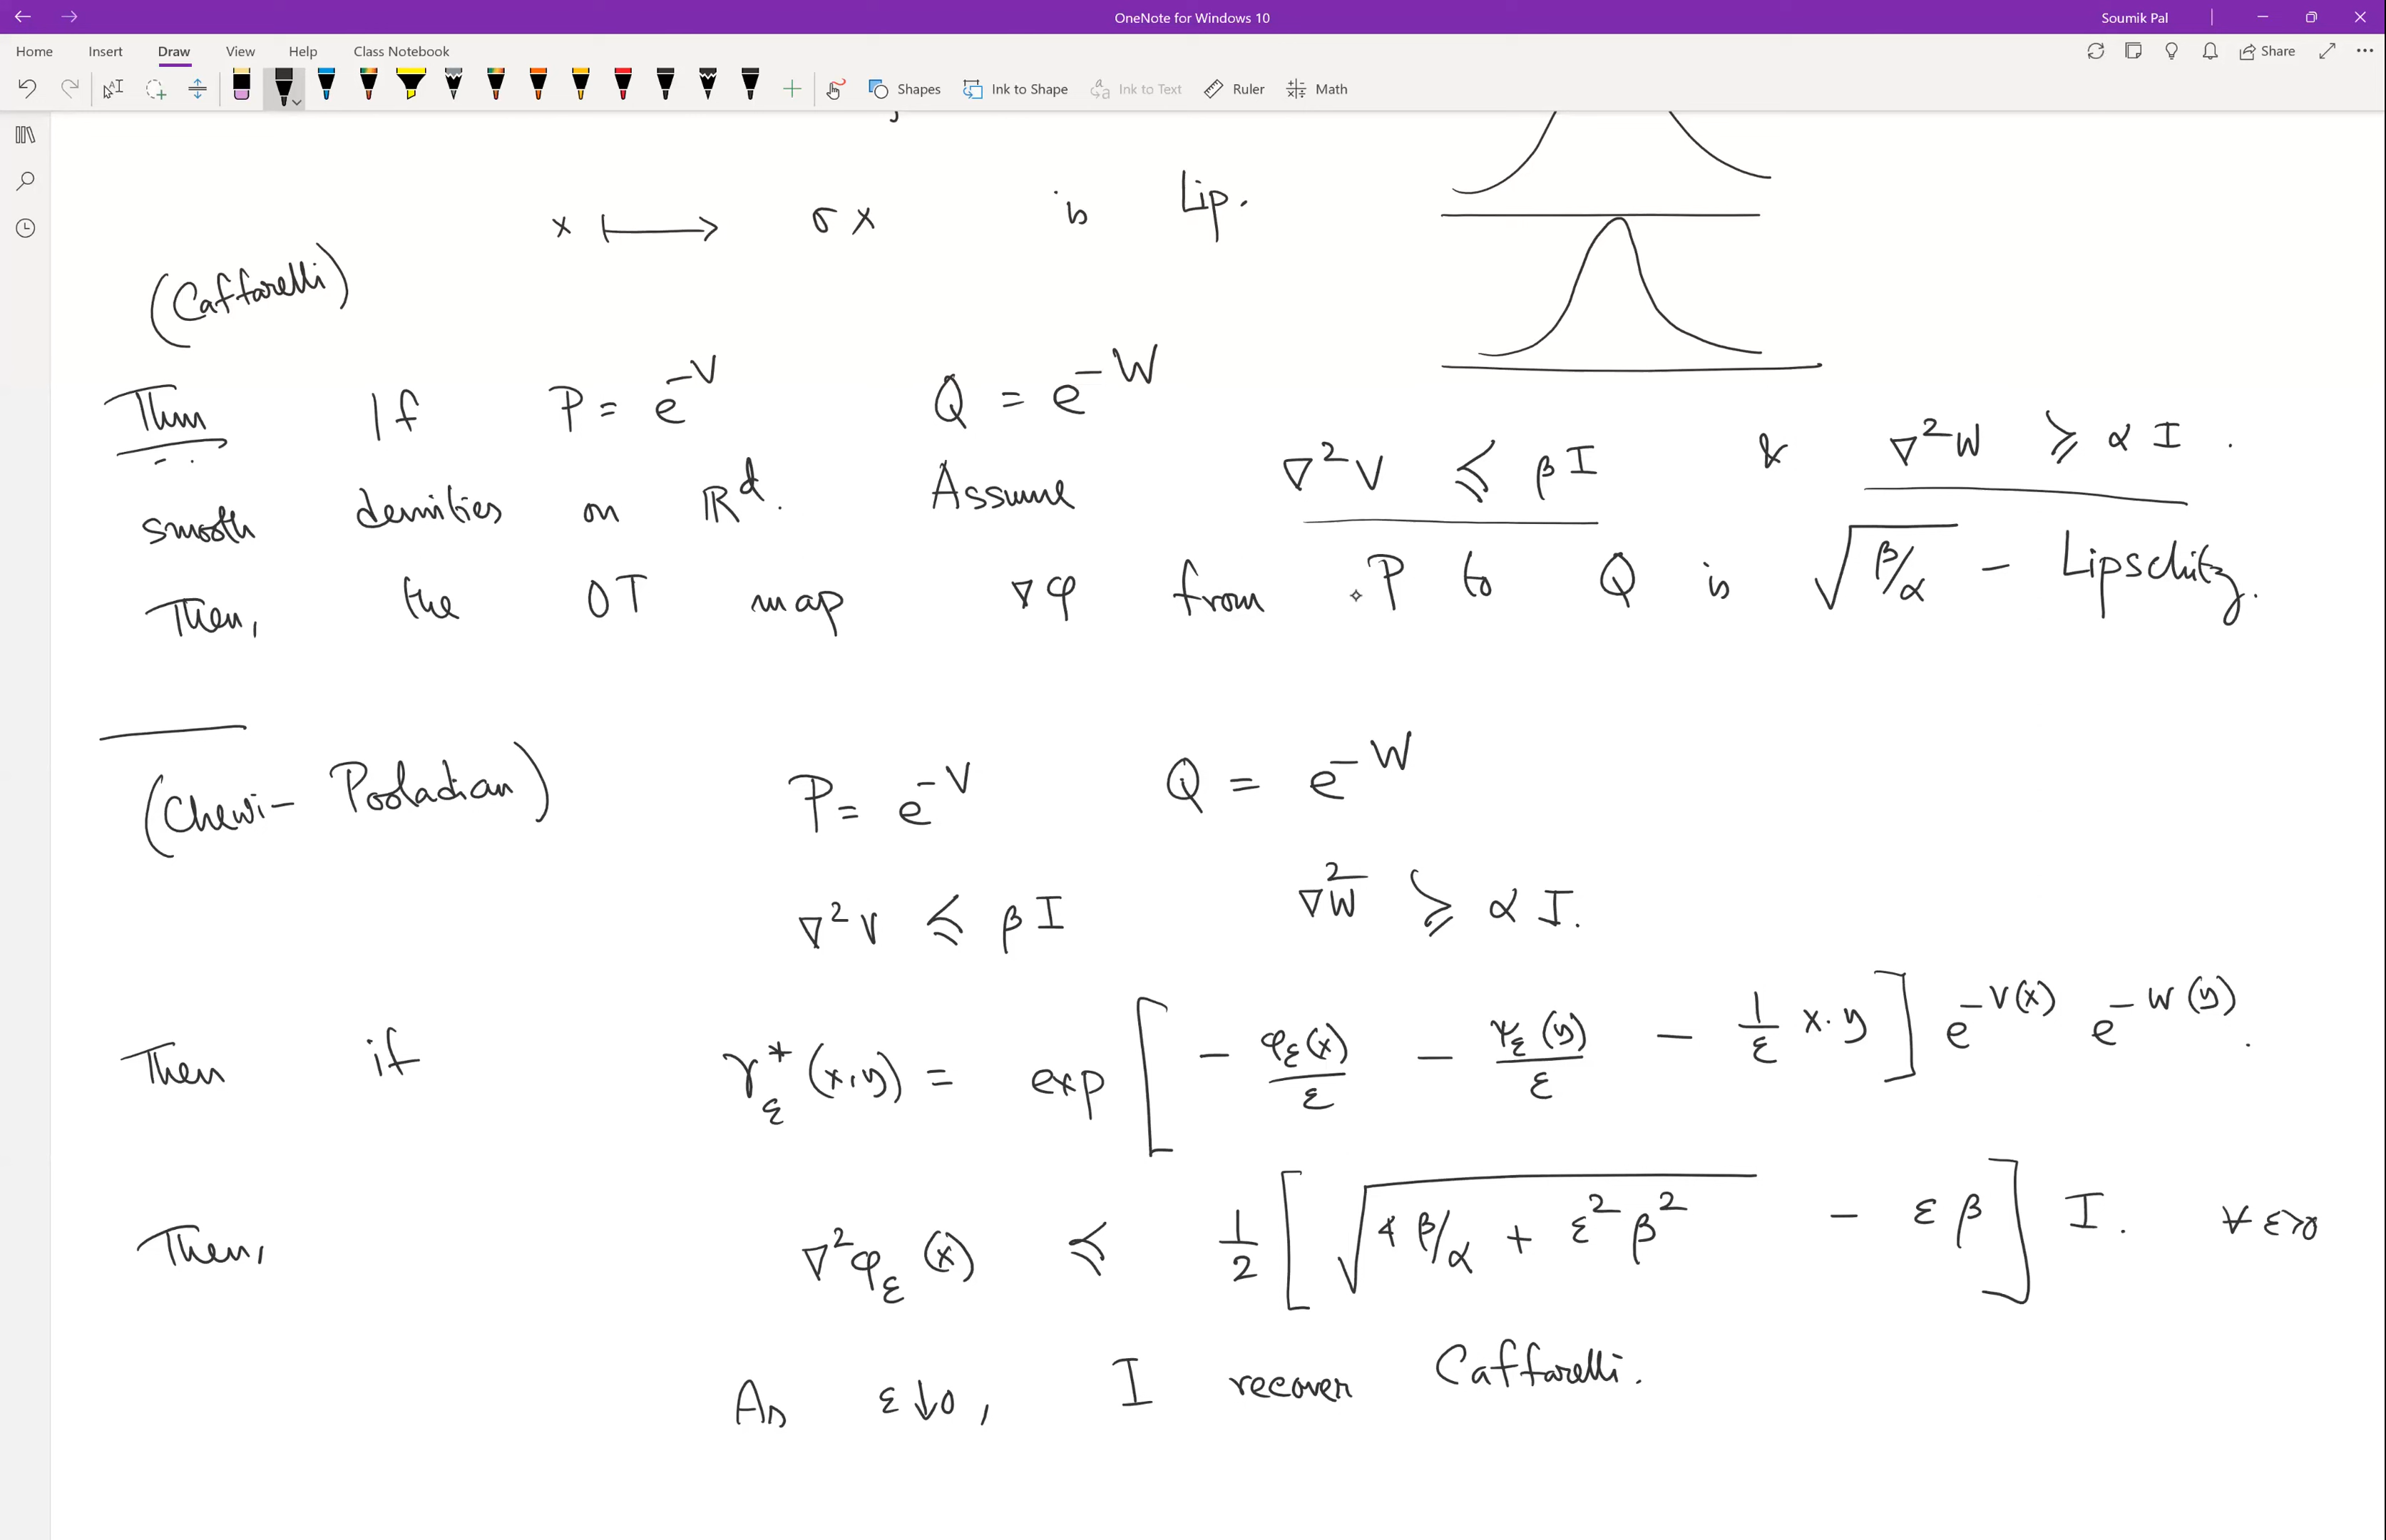 OneNote for Windows 10
Soumik Pal
Home Insert Draw View Help Class Notebook
Share
Shapes Ink to Shape Ink to Text Ruler Math
x ⟼ σx is Lip.
(Caffarelli)
Thm If P = e^{-V} Q = e^{-W}
smooth densities on ℝ^d. Assume ∇²V ≼ βI & ∇²W ≽ αI.
Then, the OT map ∇φ from P to Q is √(β/α) - Lipschitz.
(Chewi - Pooladian) P = e^{-V} Q = e^{-W}
∇²V ≼ βI ∇²W ≽ αI.
Then if γ*_ε(x,y) = exp[ - φ_ε(x)/ε - ψ_ε(y)/ε - 1/ε x·y ] e^{-V(x)} e^{-W(y)}.
Then, ∇²φ_ε(x) ≼ 1/2 [ √(4β/α + ε²β²) - εβ ] I. ∀ ε>0
As ε↓0, I recover Caffarelli.